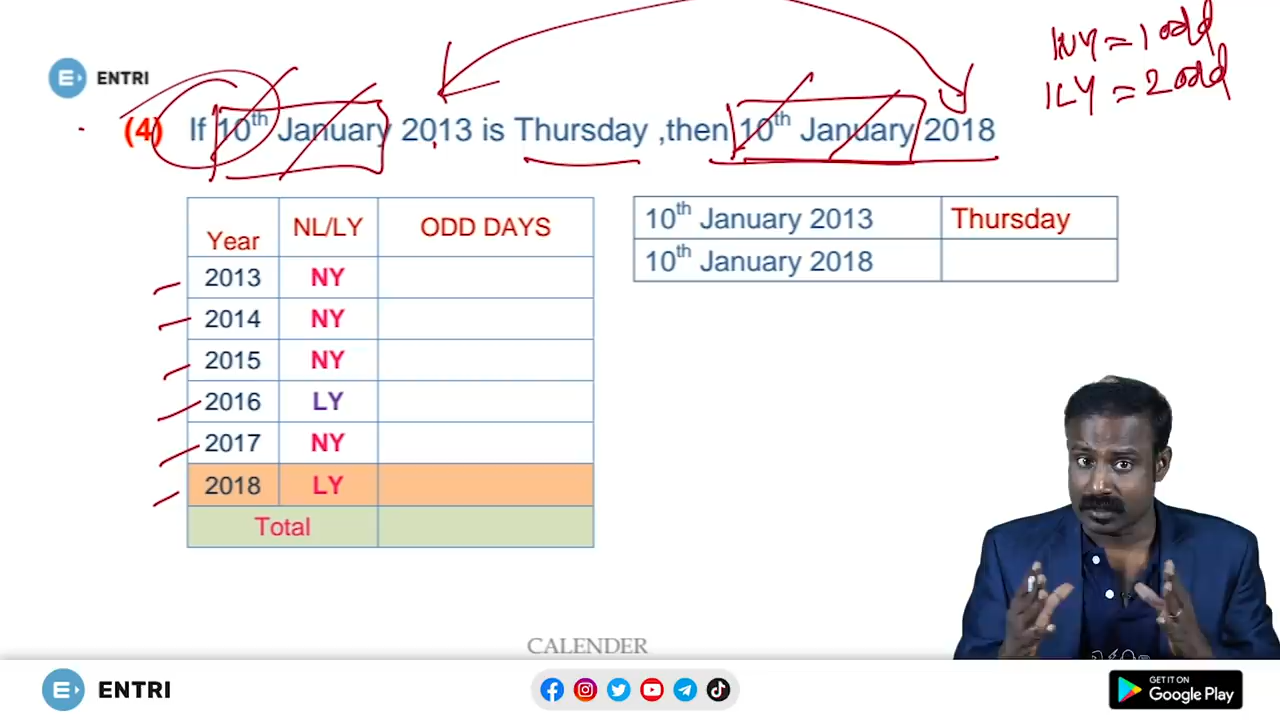 1NY = 1 odd
1LY = 2 odd
ENTRI
(4) If 10th January 2013 is Thursday ,then 10th January 2018
Year NL/LY ODD DAYS
2013 NY
2014 NY
2015 NY
2016 LY
2017 NY
2018 LY
Total
10th January 2013 Thursday
10th January 2018
CALENDER
ENTRI
GET IT ON
Google Play